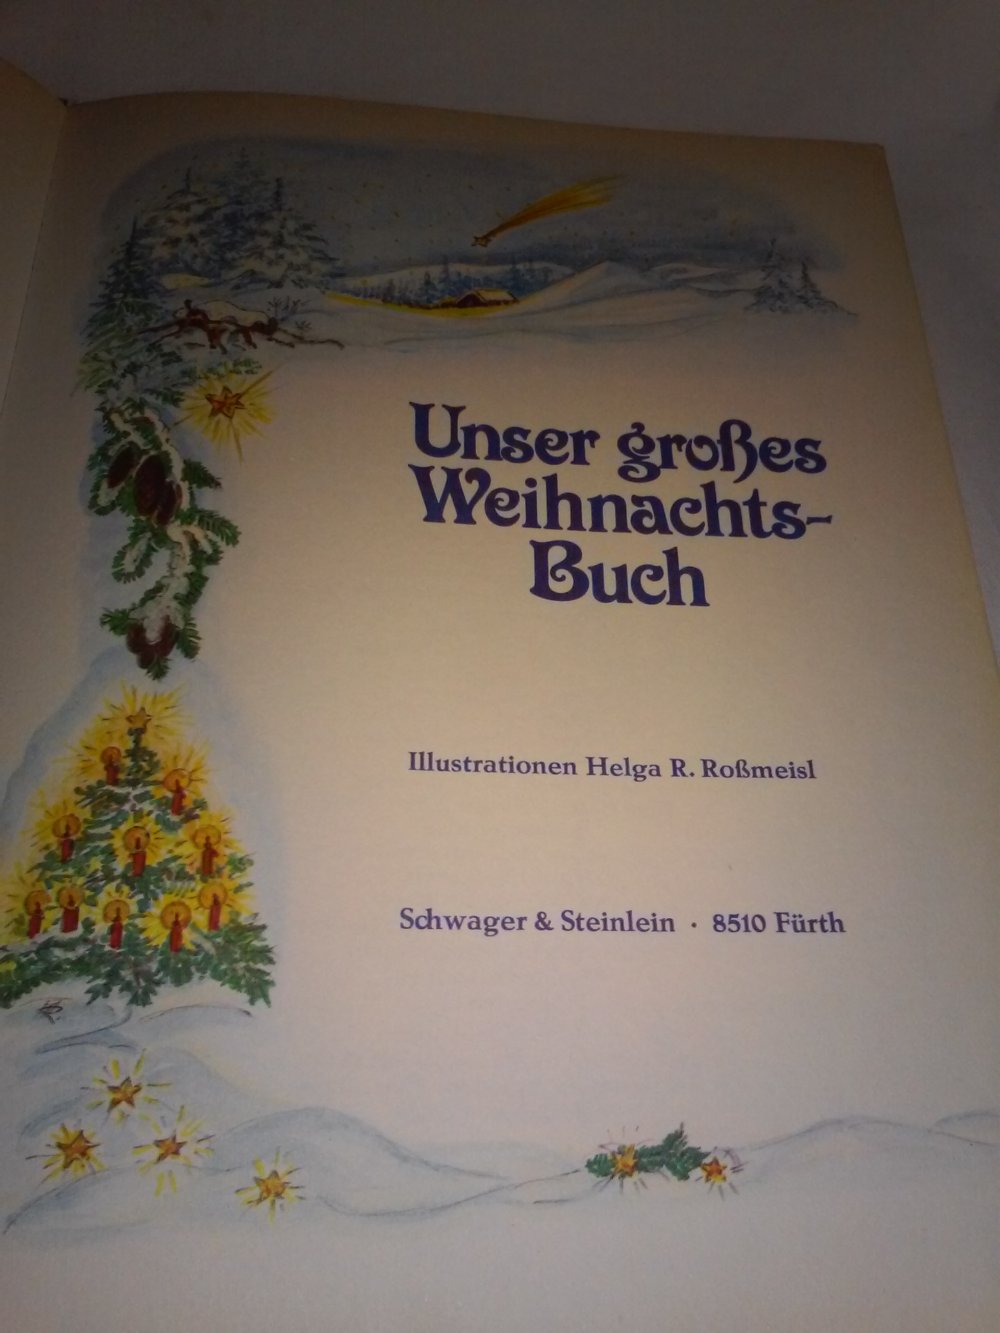 Unser großes
Weihnachts-
Buch
Illustrationen Helga R. Roßmeisl
Schwager & Steinlein · 8510 Fürth